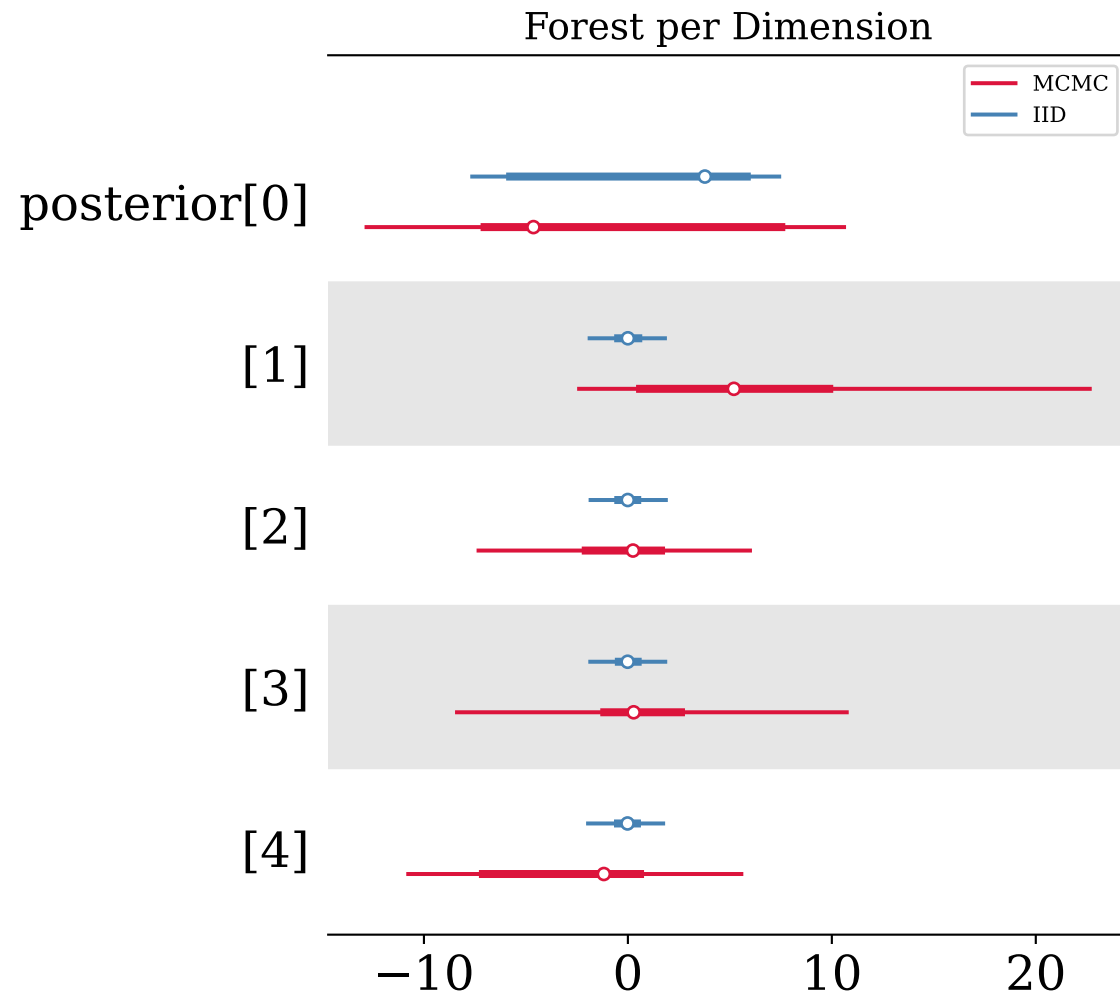 Forest per Dimension
MCMC
IID
posterior[0]
[1]
[2]
[3]
[4]
−10 0 10 20